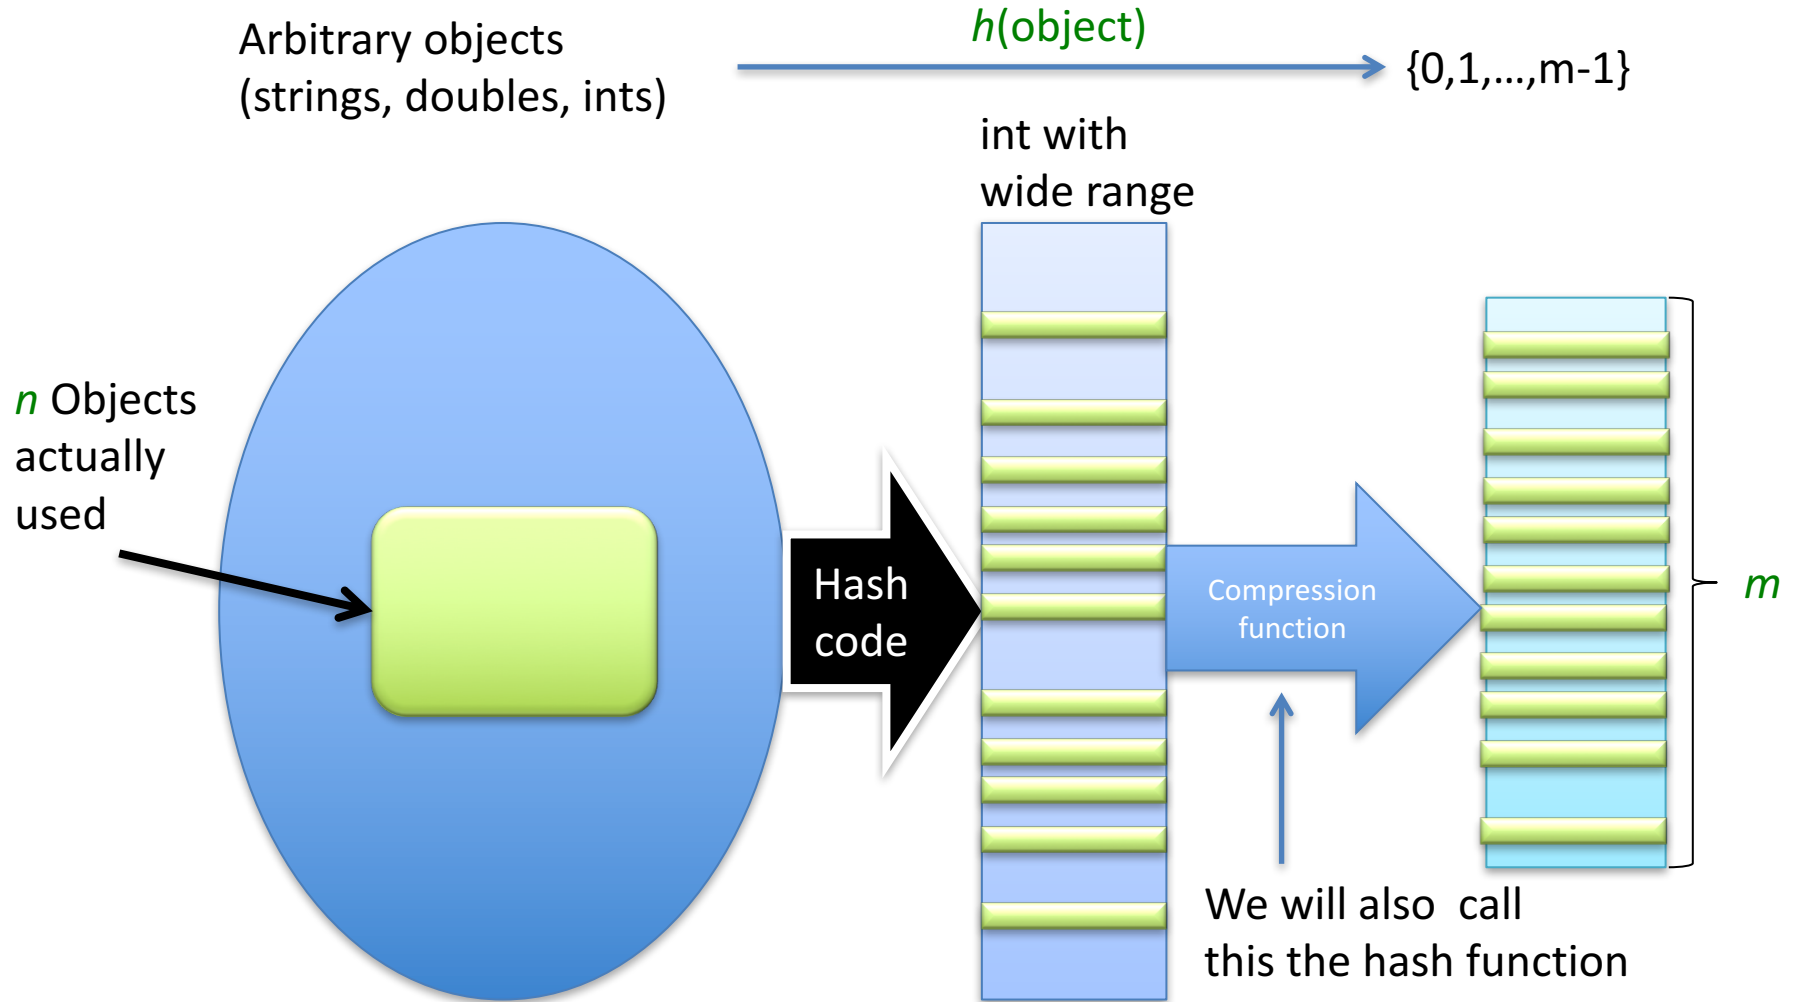 Arbitrary objects
(strings, doubles, ints)
h(object)
{0,1,...,m-1}
int with
wide range
n Objects
actually
used
Hash
code
Compression
function
m
We will also  call
this the hash function